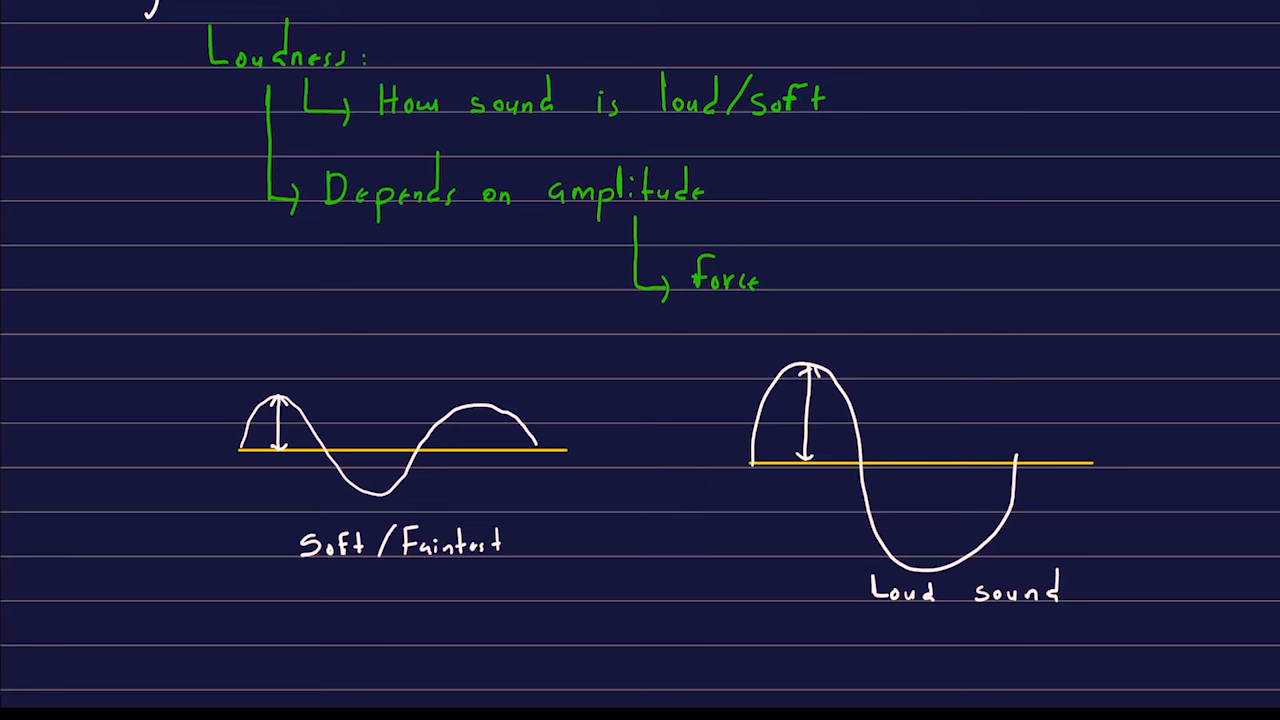 Loudness:
How sound is loud/soft
Depends on amplitude
force
Soft/Faintest
Loud sound